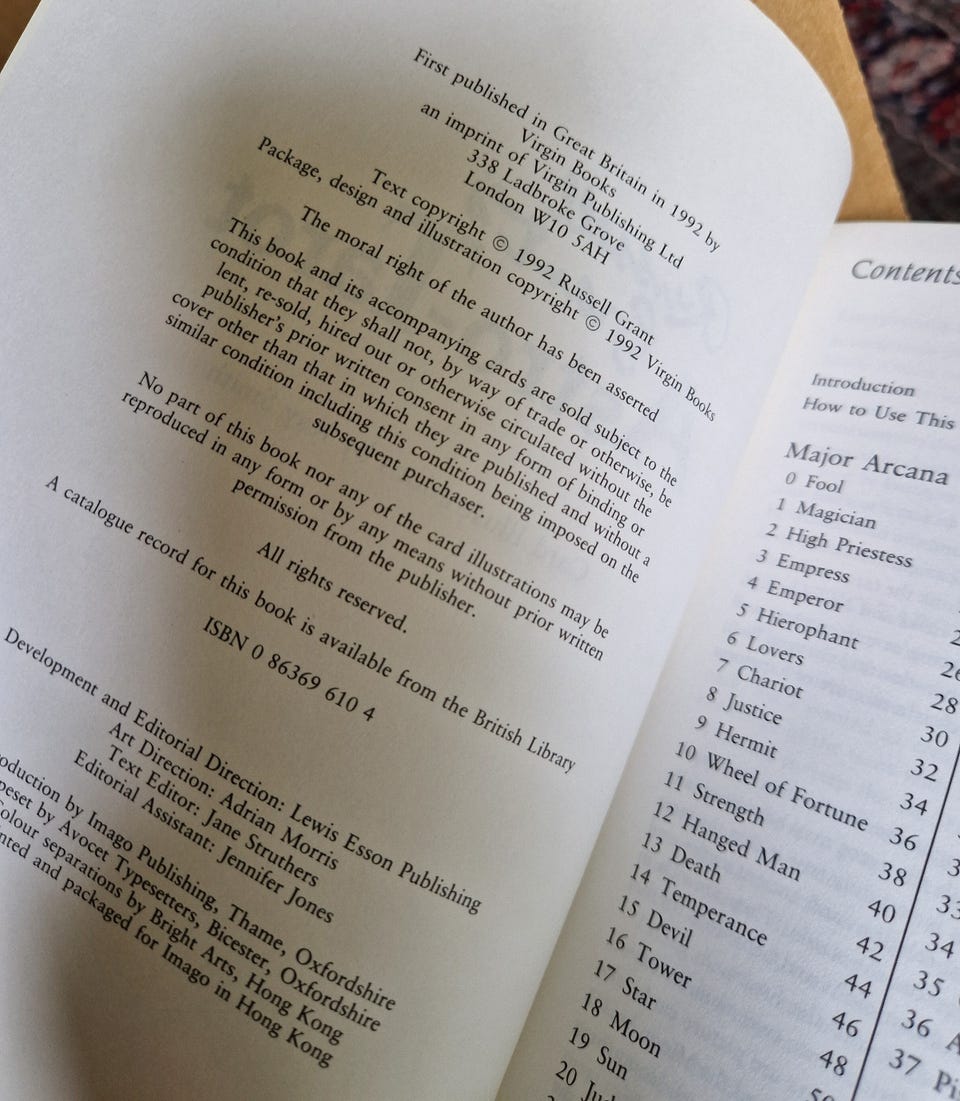 First published in Great Britain in 1992 by
Virgin Books
an imprint of Virgin Publishing Ltd
338 Ladbroke Grove
London W10 5AH
Text copyright © 1992 Russell Grant
Package, design and illustration copyright © 1992 Virgin Books
The moral right of the author has been asserted
This book and its accompanying cards are sold subject to the
condition that they shall not, by way of trade or otherwise, be
lent, re-sold, hired out or otherwise circulated without the
publisher's prior written consent in any form of binding or
cover other than that in which they are published and without a
similar condition including this condition being imposed on the
subsequent purchaser.
No part of this book nor any of the card illustrations may be
reproduced in any form or by any means without prior written
permission from the publisher.
All rights reserved.
A catalogue record for this book is available from the British Library
ISBN 0 86369 610 4
Development and Editorial Direction: Lewis Esson Publishing
Art Direction: Adrian Morris
Text Editor: Jane Struthers
Editorial Assistant: Jennifer Jones
by Imago Publishing, Thame, Oxfordshire
by Avocet Typesetters, Bicester, Oxfordshire
Colour separations by Bright Arts, Hong Kong
and packaged for Imago in Hong Kong
Contents
Introduction
How to Use This
Major Arcana
0 Fool
1 Magician
2 High Priestess
3 Empress
4 Emperor
5 Hierophant
6 Lovers
7 Chariot 28
8 Justice 30
9 Hermit 32
10 Wheel of Fortune 34
11 Strength 36
12 Hanged Man 38
13 Death 40
14 Temperance 42
15 Devil 44
16 Tower 46
17 Star 48
18 Moon
19 Sun
20
33
34
35
36
37